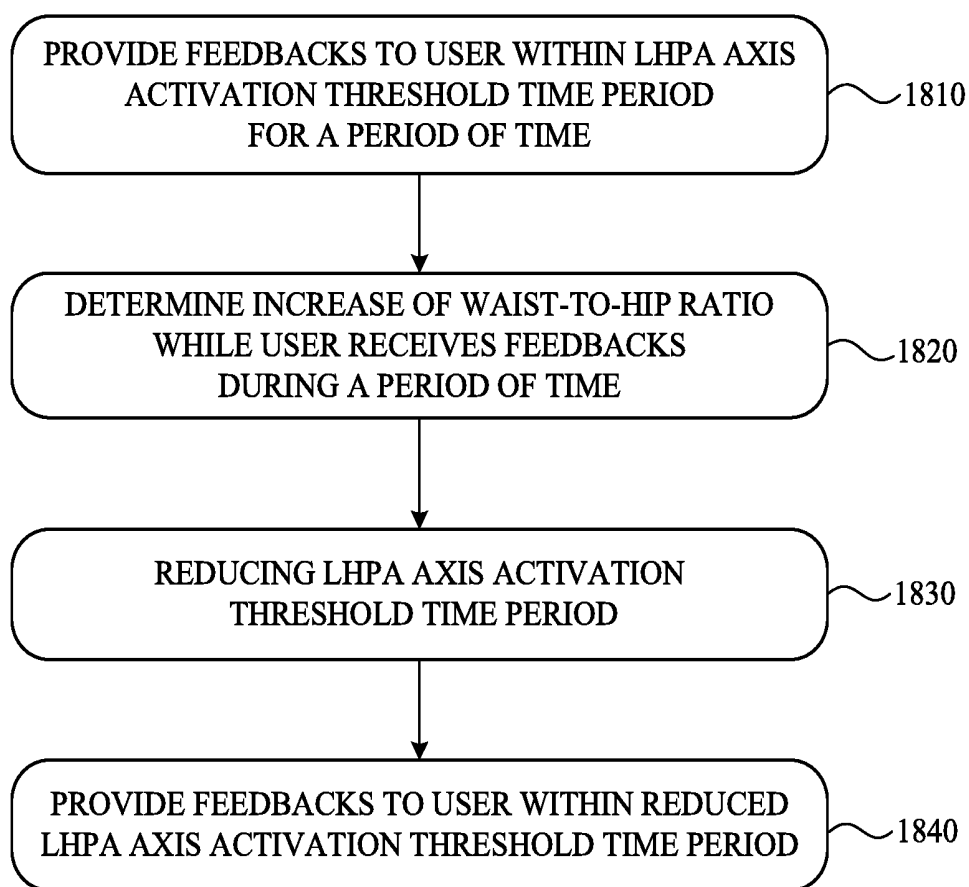 PROVIDE FEEDBACKS TO USER WITHIN LHPA AXIS
ACTIVATION THRESHOLD TIME PERIOD
FOR A PERIOD OF TIME
1810
DETERMINE INCREASE OF WAIST-TO-HIP RATIO
WHILE USER RECEIVES FEEDBACKS
DURING A PERIOD OF TIME
1820
REDUCING LHPA AXIS ACTIVATION
THRESHOLD TIME PERIOD
1830
PROVIDE FEEDBACKS TO USER WITHIN REDUCED
LHPA AXIS ACTIVATION THRESHOLD TIME PERIOD
1840